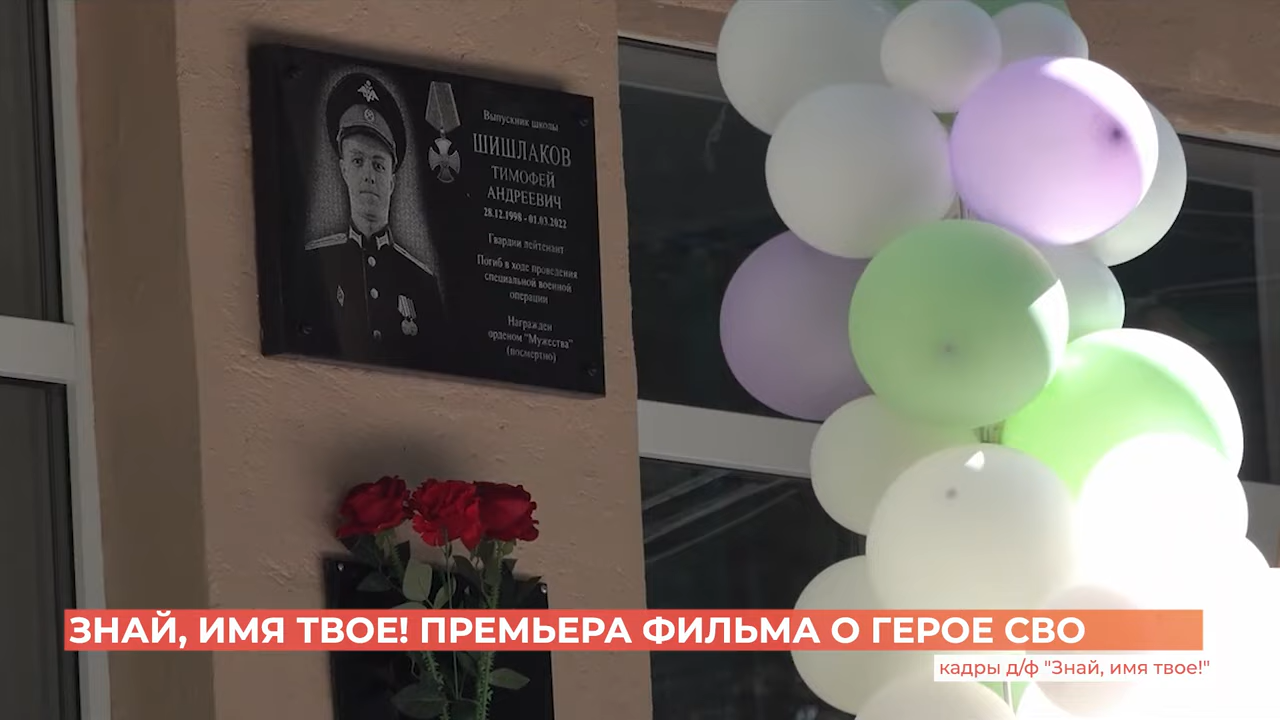 Выпускник школы
ШИШЛАКОВ
ТИМОФЕЙ
АНДРЕЕВИЧ
28.12.1998 - 01.03.2022
Гвардии лейтенант
Погиб в ходе проведения
специальной военной
операции
Награжден
орденом "Мужества"
(посмертно)
ЗНАЙ, ИМЯ ТВОЕ! ПРЕМЬЕРА ФИЛЬМА О ГЕРОЕ СВО
кадры д/ф "Знай, имя твое!"